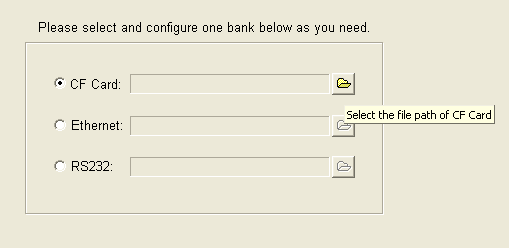 Please select and configure one bank below as you need.
CF Card:
Select the file path of CF Card
Ethernet:
RS232: